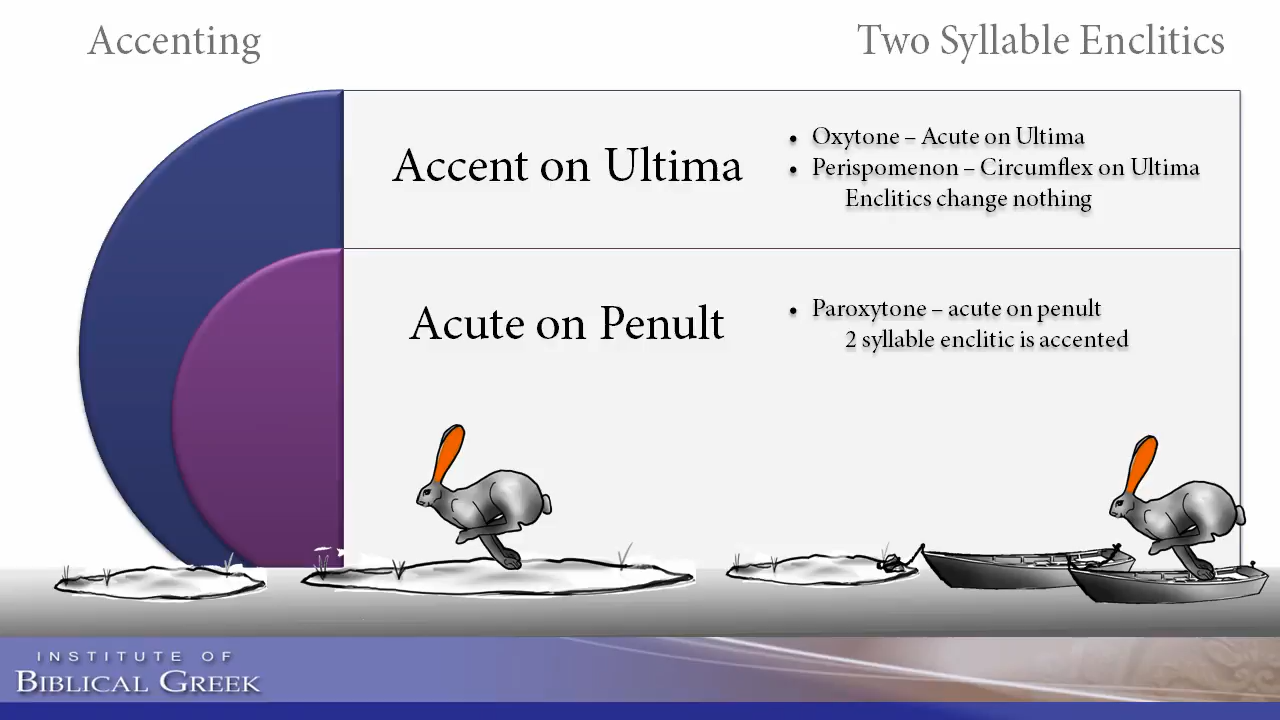 Accenting
Two Syllable Enclitics
Accent on Ultima
• Oxytone – Acute on Ultima
• Perispomenon – Circumflex on Ultima
Enclitics change nothing
Acute on Penult
• Paroxytone – acute on penult
2 syllable enclitic is accented
INSTITUTE OF
BIBLICAL GREEK